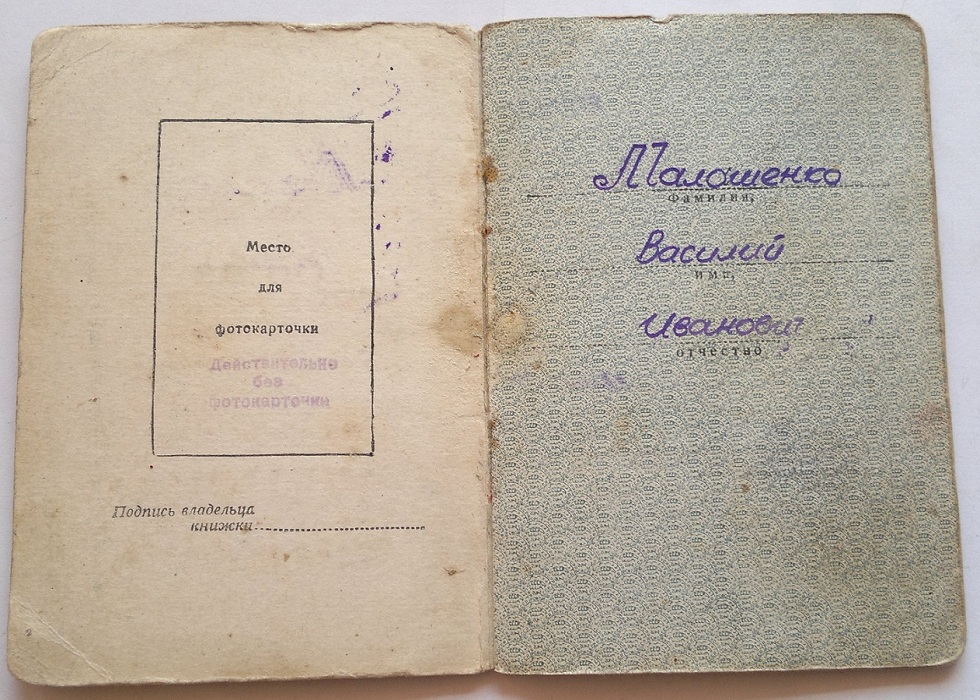 Место
для
фотокарточки
Действительно
без
фотокарточки
Подпись владельца
книжки
Малошенко
фамилия,
Василий
имя,
Иванович
отчество